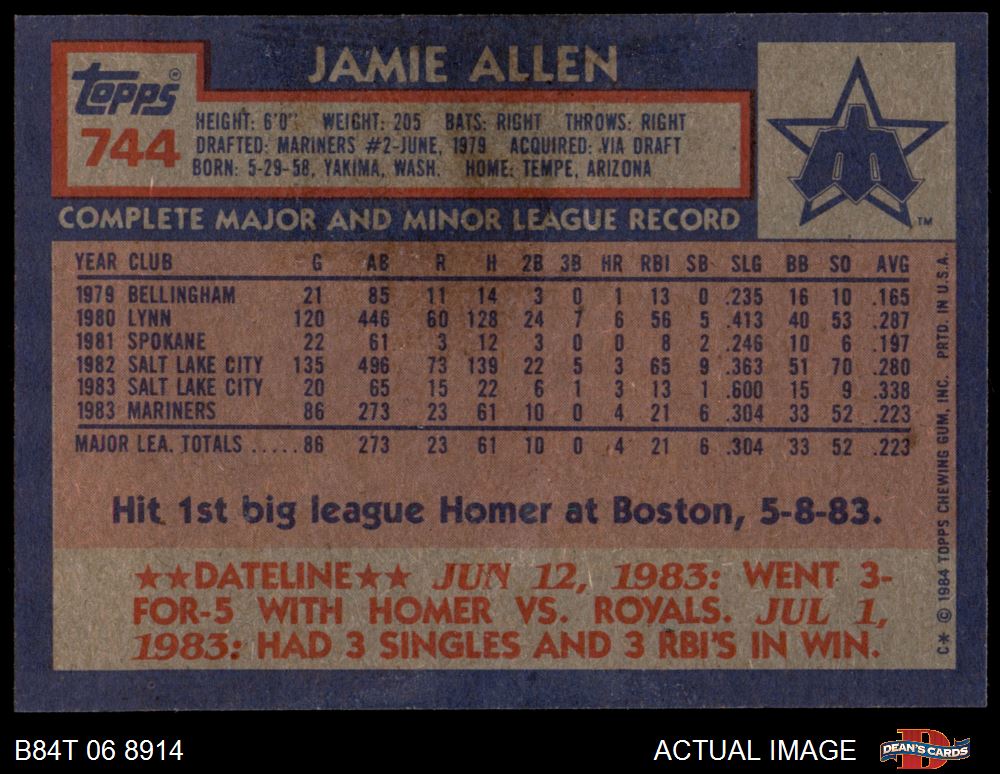 JAMIE ALLEN
Topps®
744
HEIGHT: 6'0" WEIGHT: 205 BATS: RIGHT THROWS: RIGHT
DRAFTED: MARINERS #2-JUNE, 1979 ACQUIRED: VIA DRAFT
BORN: 5-29-58, YAKIMA, WASH. HOME: TEMPE, ARIZONA
TM
COMPLETE MAJOR AND MINOR LEAGUE RECORD
YEAR CLUB G AB R H 2B 3B HR RBI SB SLG BB SO AVG
1979 BELLINGHAM 21 85 11 14 3 0 1 13 0 .235 16 10 .165
1980 LYNN 120 446 60 128 24 7 6 56 5 .413 40 53 .287
1981 SPOKANE 22 61 3 12 3 0 0 8 2 .246 10 6 .197
1982 SALT LAKE CITY 135 496 73 139 22 5 3 65 9 .363 51 70 .280
1983 SALT LAKE CITY 20 65 15 22 6 1 3 13 1 .600 15 9 .338
1983 MARINERS 86 273 23 61 10 0 4 21 6 .304 33 52 .223
MAJOR LEA. TOTALS ..... 86 273 23 61 10 0 4 21 6 .304 33 52 .223
Hit 1st big league Homer at Boston, 5-8-83.
★★DATELINE★★ JUN 12, 1983: WENT 3-
FOR-5 WITH HOMER VS. ROYALS. JUL 1,
1983: HAD 3 SINGLES AND 3 RBI'S IN WIN.
C* © 1984 TOPPS CHEWING GUM, INC. PRTD. IN U.S.A.
B84T 06 8914
ACTUAL IMAGE
DEAN'S CARDS